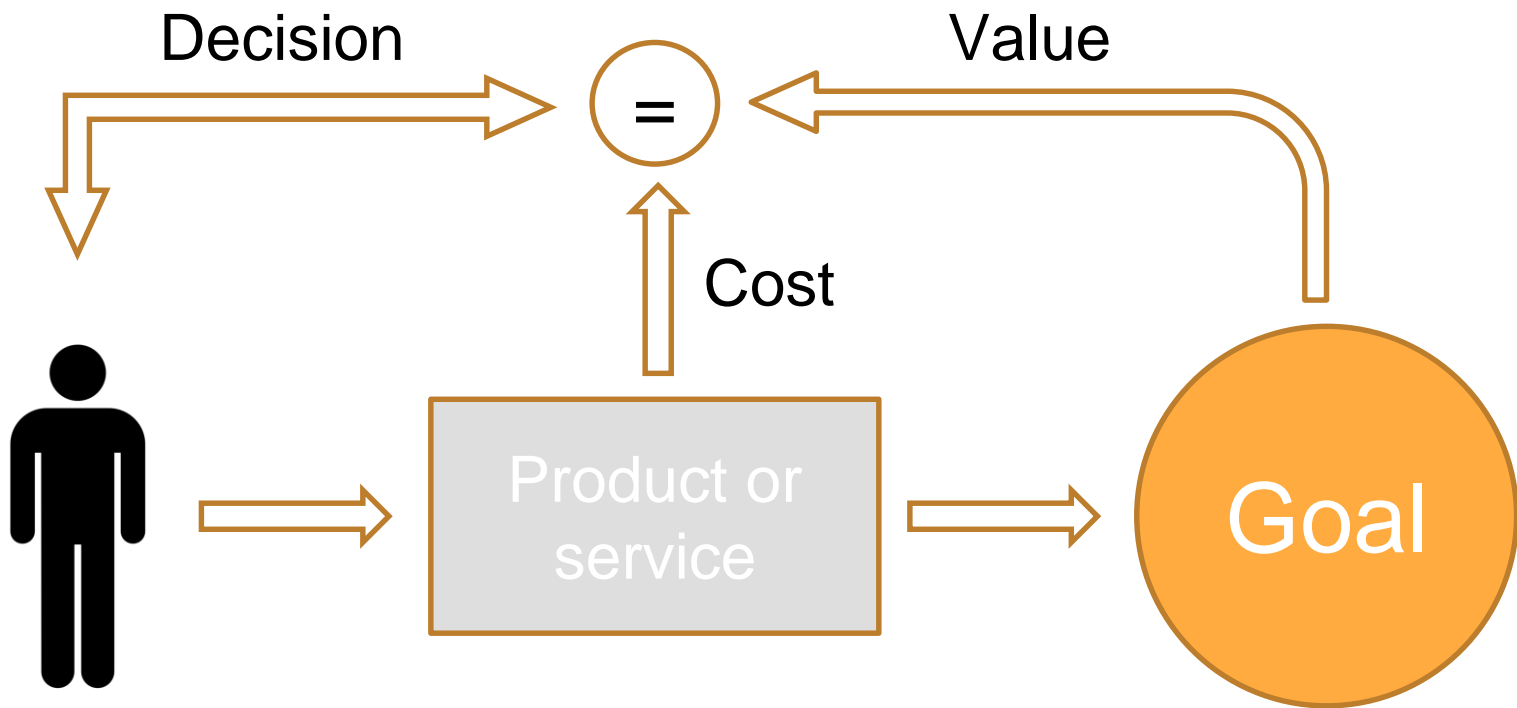 Decision
=
Value
Cost
Product or
service
Goal